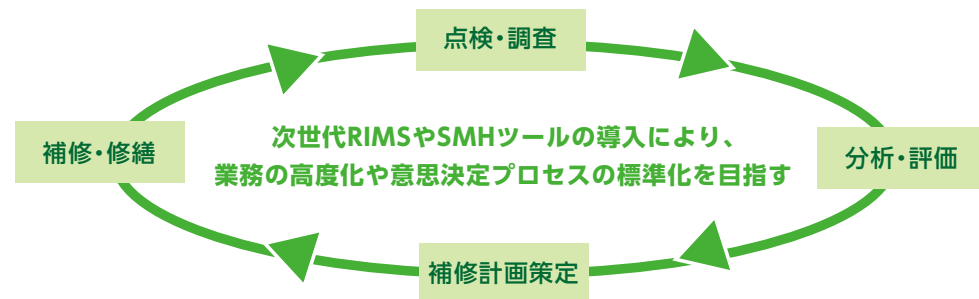 点検・調査
補修・修繕
次世代RIMSやSMHツールの導入により、
業務の高度化や意思決定プロセスの標準化を目指す
分析・評価
補修計画策定